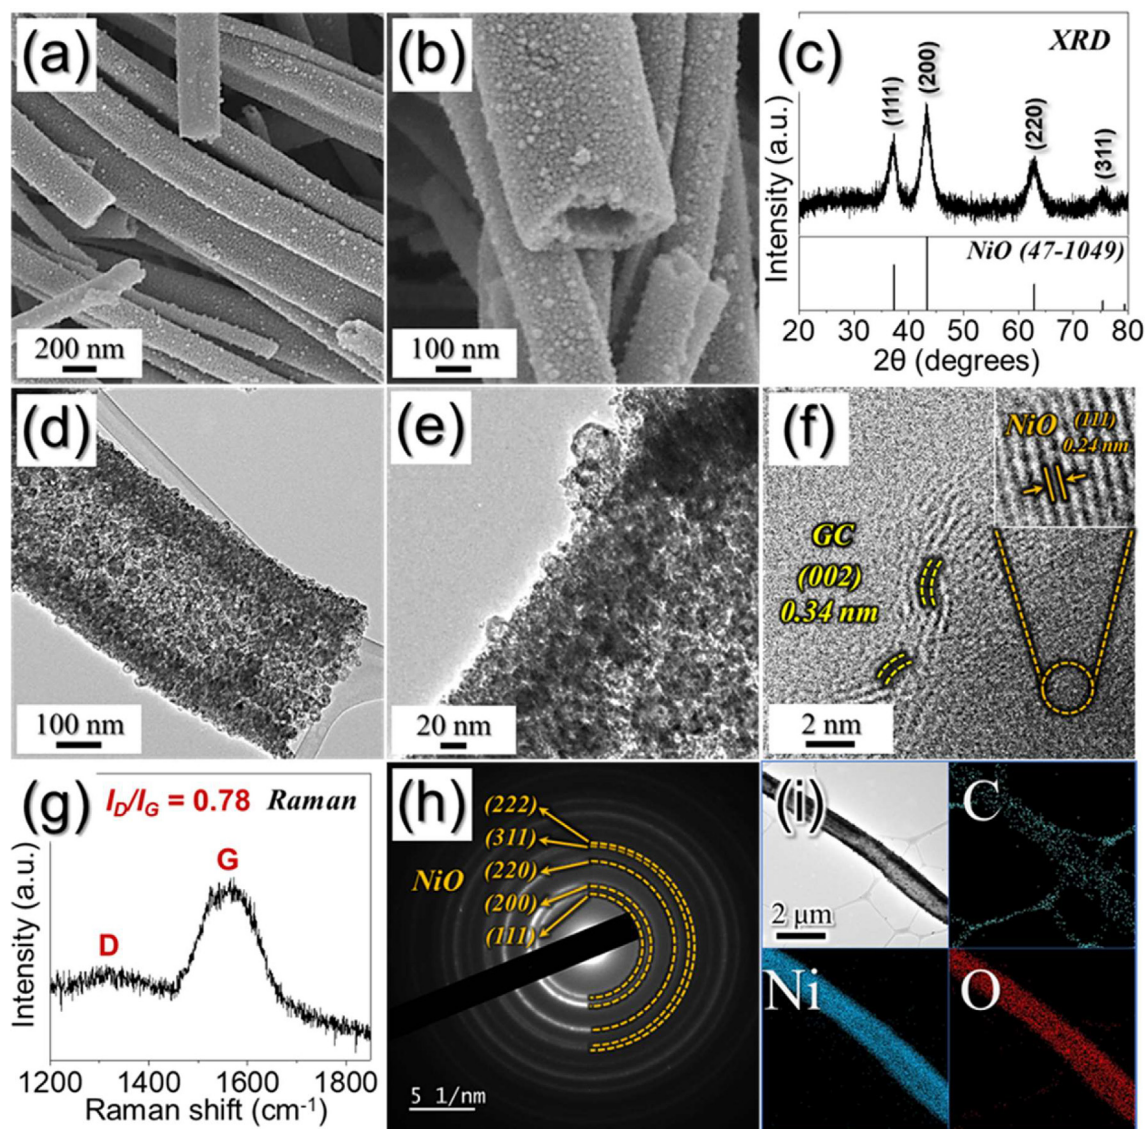 (a)
200 nm
(b)
100 nm
(c)
XRD
(111)
(200)
(220)
(311)
Intensity (a.u.)
NiO (47-1049)
20 30 40 50 60 70 80
2θ (degrees)
(d)
100 nm
(e)
20 nm
(f)
NiO (111)
0.24 nm
GC
(002)
0.34 nm
2 nm
(g)
I_D/I_G = 0.78 Raman
G
D
Intensity (a.u.)
1200 1400 1600 1800
Raman shift (cm⁻¹)
(h)
(222)
(311)
NiO
(220)
(200)
(111)
5 1/nm
(i)
2 μm
C
Ni
O